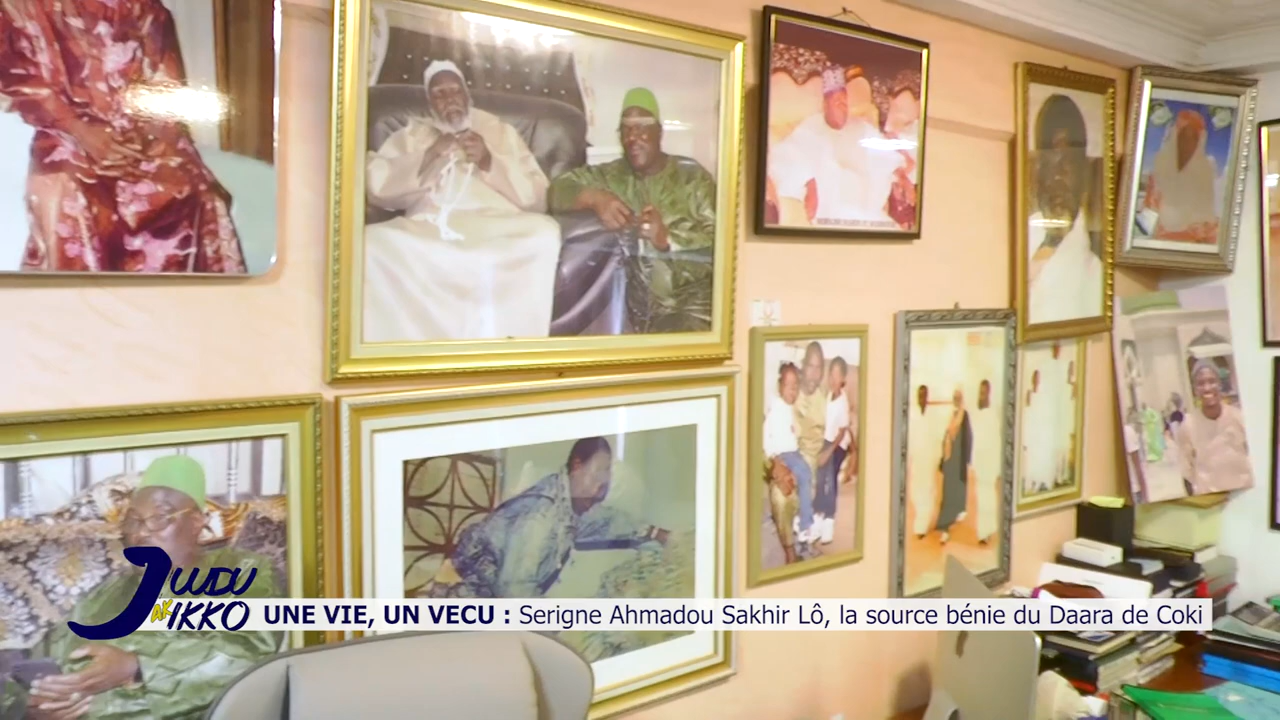 JUDU
AK
IKKO
UNE VIE, UN VECU : Serigne Ahmadou Sakhir Lô, la source bénie du Daara de Coki